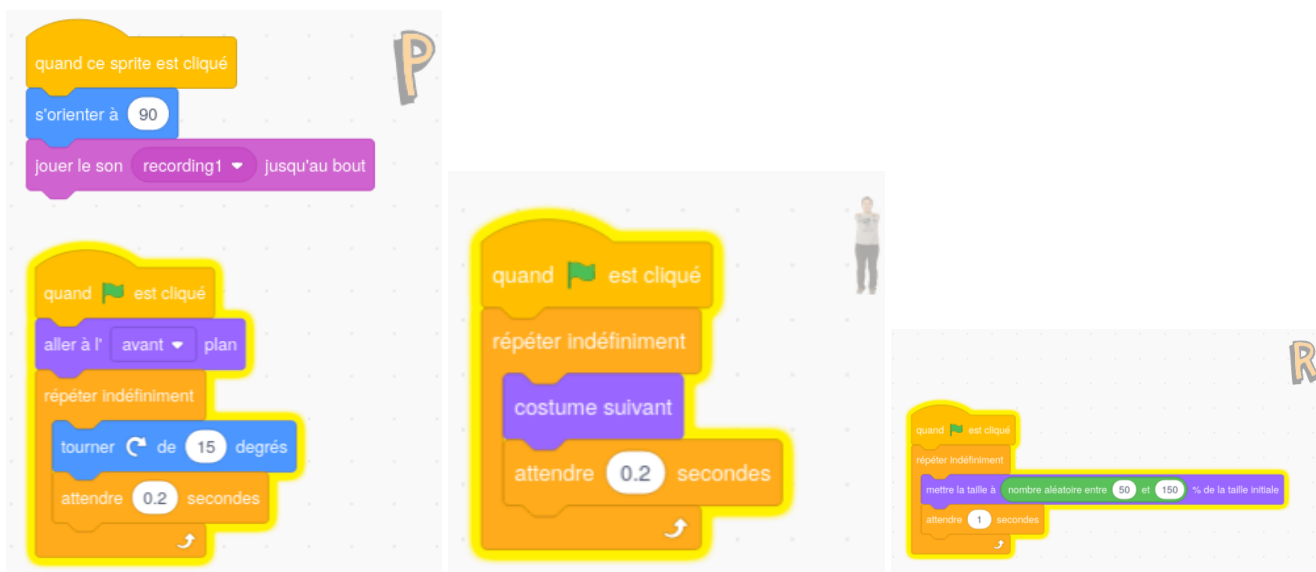 P
quand ce sprite est cliqué
s'orienter à 90
jouer le son recording1 jusqu'au bout
quand est cliqué
aller à l' avant plan
répéter indéfiniment
tourner de 15 degrés
attendre 0.2 secondes
quand est cliqué
répéter indéfiniment
costume suivant
attendre 0.2 secondes
R
quand est cliqué
répéter indéfiniment
mettre la taille à nombre aléatoire entre 50 et 150 % de la taille initiale
attendre 1 secondes